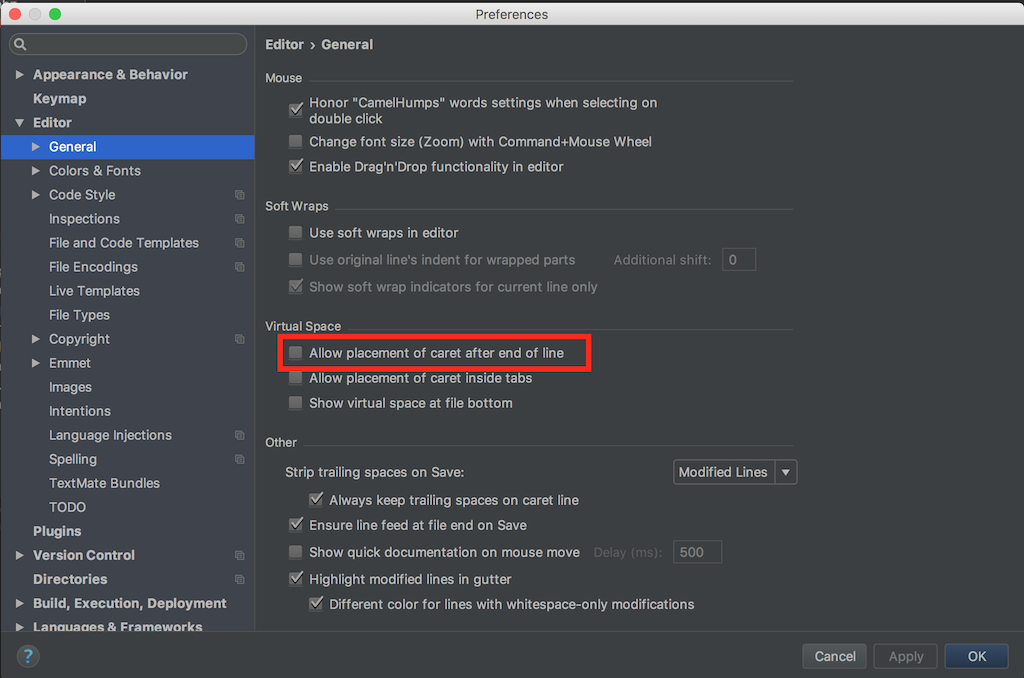 Preferences
Appearance & Behavior
Keymap
Editor
General
Colors & Fonts
Code Style
Inspections
File and Code Templates
File Encodings
Live Templates
File Types
Copyright
Emmet
Images
Intentions
Language Injections
Spelling
TextMate Bundles
TODO
Plugins
Version Control
Directories
Build, Execution, Deployment
Languages & Frameworks
Editor › General
Mouse
Honor "CamelHumps" words settings when selecting on
double click
Change font size (Zoom) with Command+Mouse Wheel
Enable Drag'n'Drop functionality in editor
Soft Wraps
Use soft wraps in editor
Use original line's indent for wrapped parts Additional shift: 0
Show soft wrap indicators for current line only
Virtual Space
Allow placement of caret after end of line
Allow placement of caret inside tabs
Show virtual space at file bottom
Other
Strip trailing spaces on Save: Modified Lines
Always keep trailing spaces on caret line
Ensure line feed at file end on Save
Show quick documentation on mouse move Delay (ms): 500
Highlight modified lines in gutter
Different color for lines with whitespace-only modifications
? Cancel Apply OK